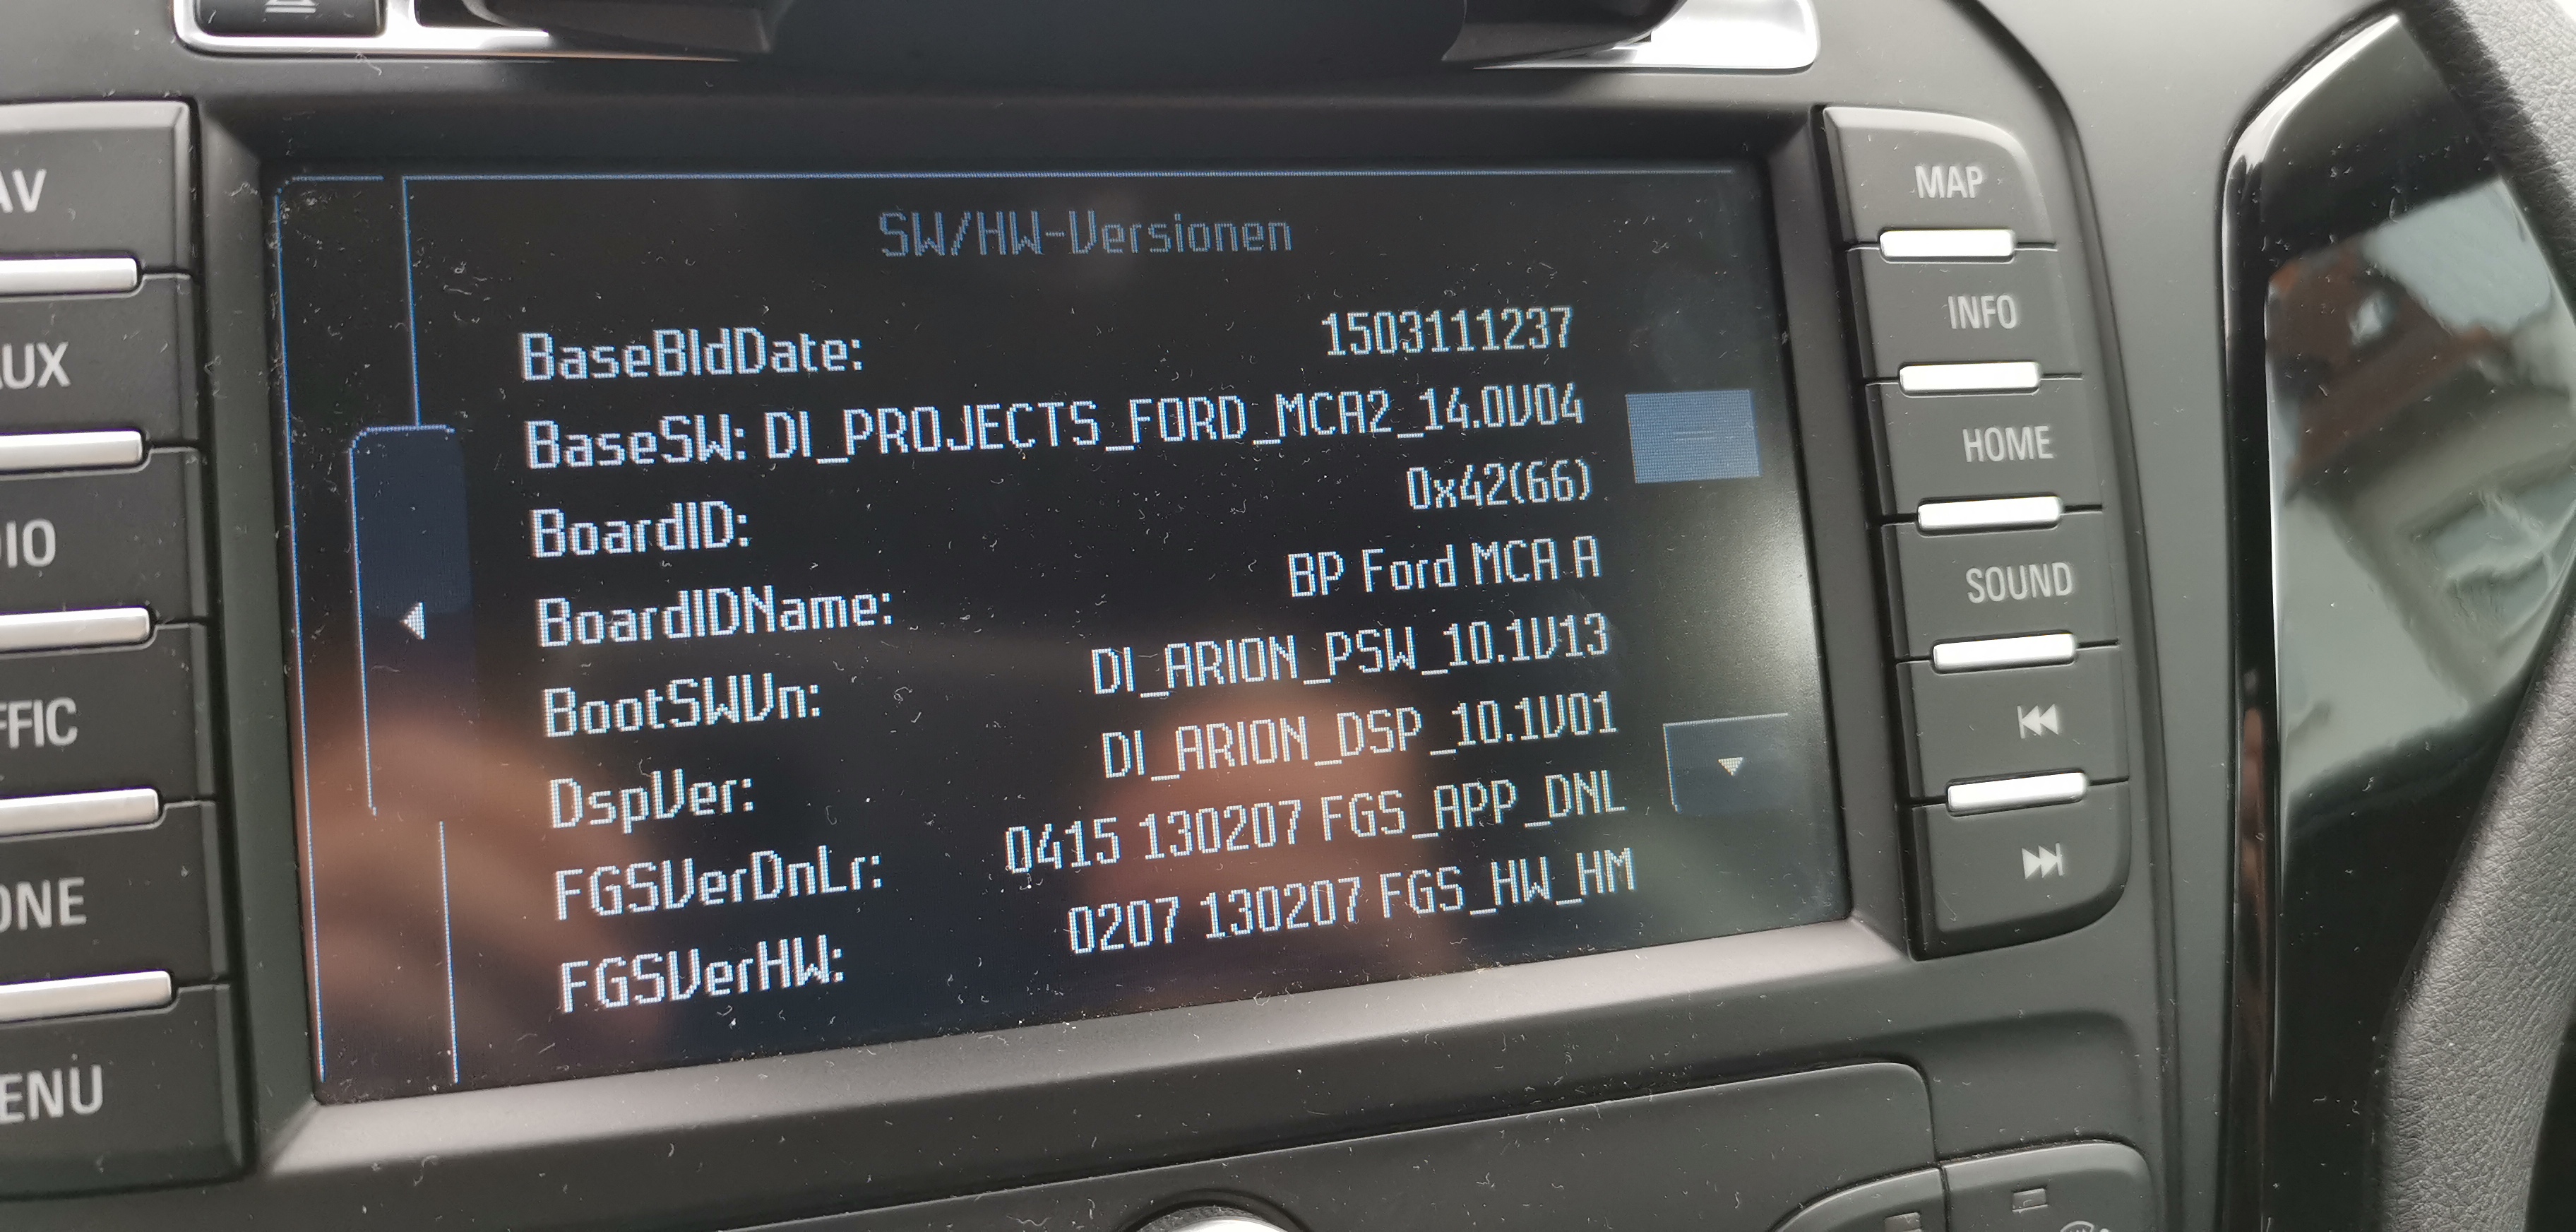 SW/HW-Versionen
BaseBldDate: 1503111237
BaseSW: DI_PROJECTS_FORD_MCA2_14.0V04
BoardID: 0x42(66)
BoardIDName: BP Ford MCA A
BootSWVn: DI_ARION_PSW_10.1V13
DspVer: DI_ARION_DSP_10.1V01
FGSVerDnLr: 0415 130207 FGS_APP_DNL
FGSVerHW: 0207 130207 FGS_HW_HM
AV
UX
IO
FFIC
ONE
ENU
MAP
INFO
HOME
SOUND